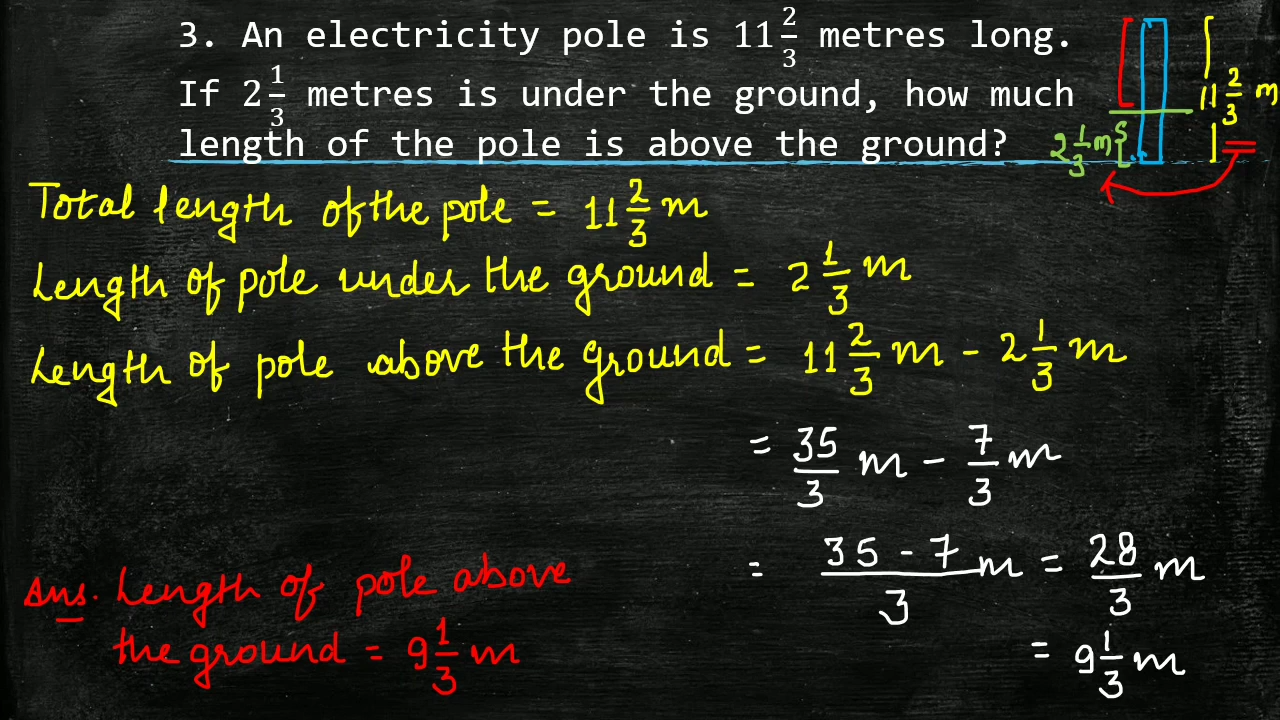 3. An electricity pole is 11 2/3 metres long.
If 2 1/3 metres is under the ground, how much
length of the pole is above the ground?
11 2/3 m
2 1/3 m
Total length of the pole = 11 2/3 m
Length of pole under the ground = 2 1/3 m
Length of pole above the ground = 11 2/3 m - 2 1/3 m
= 35/3 m - 7/3 m
= 35 - 7/3 m = 28/3 m
= 9 1/3 m
Ans. Length of pole above
the ground = 9 1/3 m